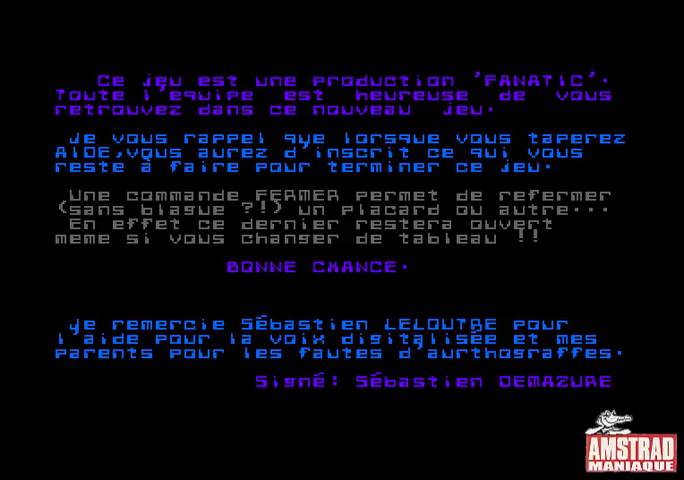 Ce jeu est une production 'FANATIC'.
Toute l'equipe est heureuse de vous
retrouvez dans ce nouveau jeu.
Je vous rappel que lorsque vous taperez
AIDE,vous aurez d'inscrit ce qui vous
reste à faire pour terminer ce jeu.
Une commande FERMER permet de refermer
(sans blague ?!) un placard ou autre...
En effet ce dernier restera ouvert
meme si vous changer de tableau !!
BONNE CHANCE.
je remercie Sébastien LELOUTRE pour
l'aide pour la voix digitalisée et mes
parents pour les fautes d'aurthograffes.
Signé: Sébastien DEMAZURE
AMSTRAD
MANIAQUE